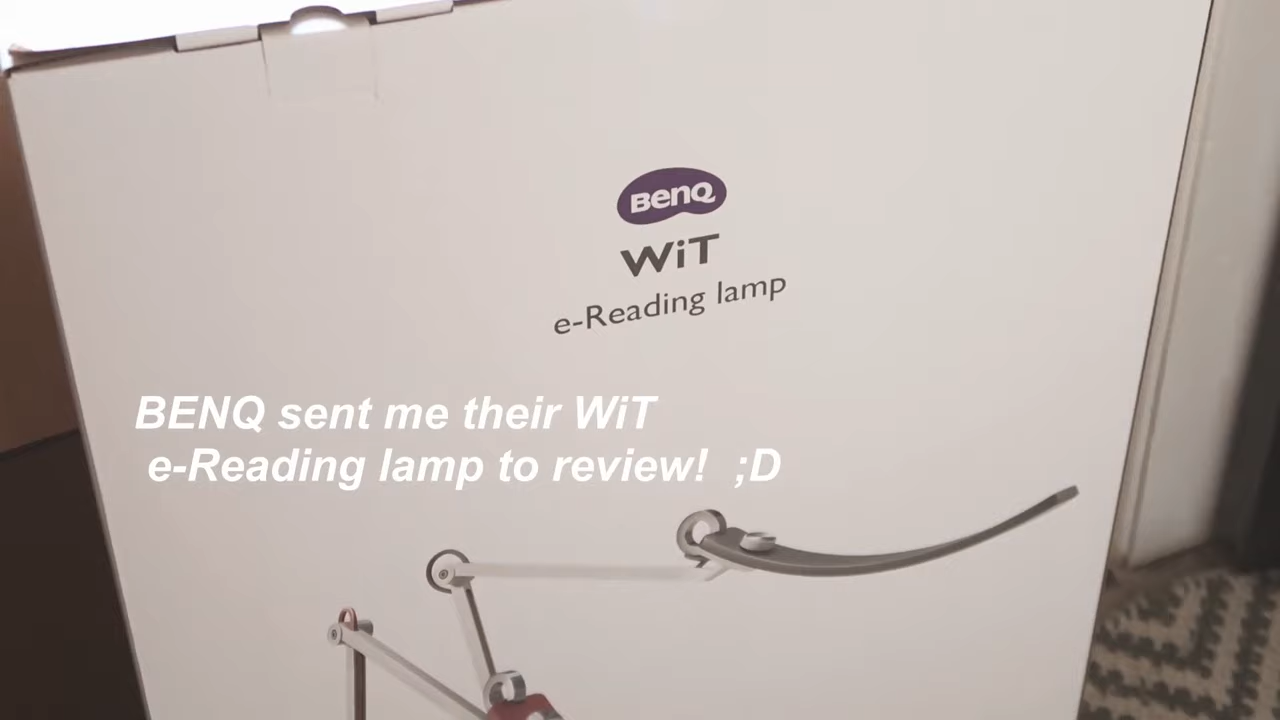 BenQ
WiT
e-Reading lamp
BENQ sent me their WiT
e-Reading lamp to review! ;D